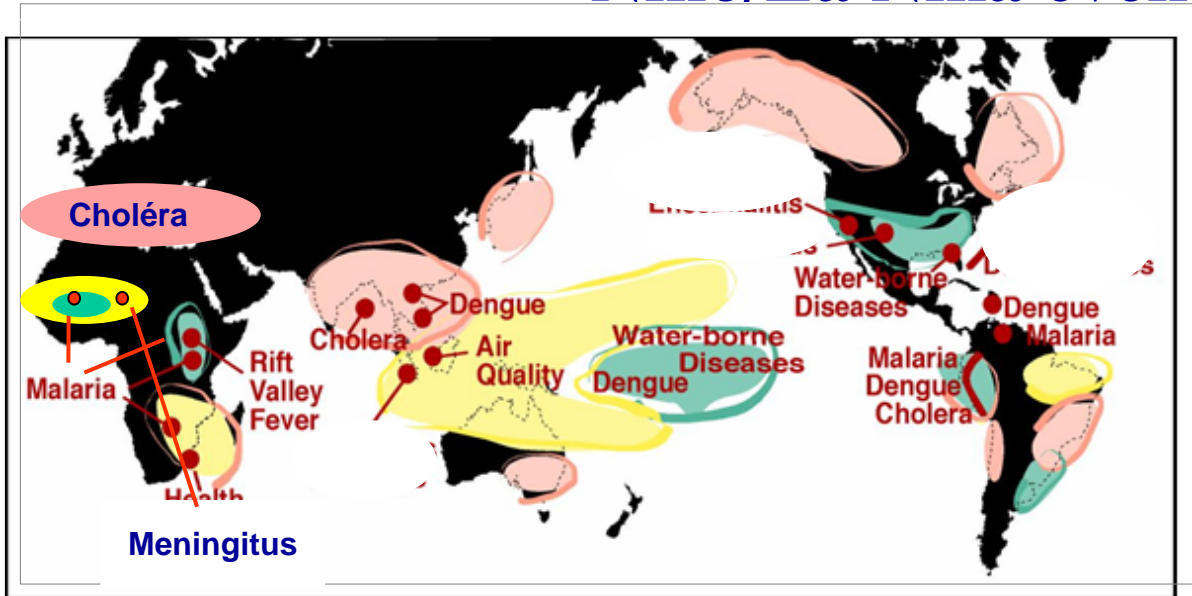 Choléra
Malaria
Rift
Valley
Fever
Health
Meningitus
Cholera
Dengue
Air
Quality
Water-borne
Diseases
Dengue
Water-borne
Diseases
Dengue
Malaria
Malaria
Dengue
Cholera